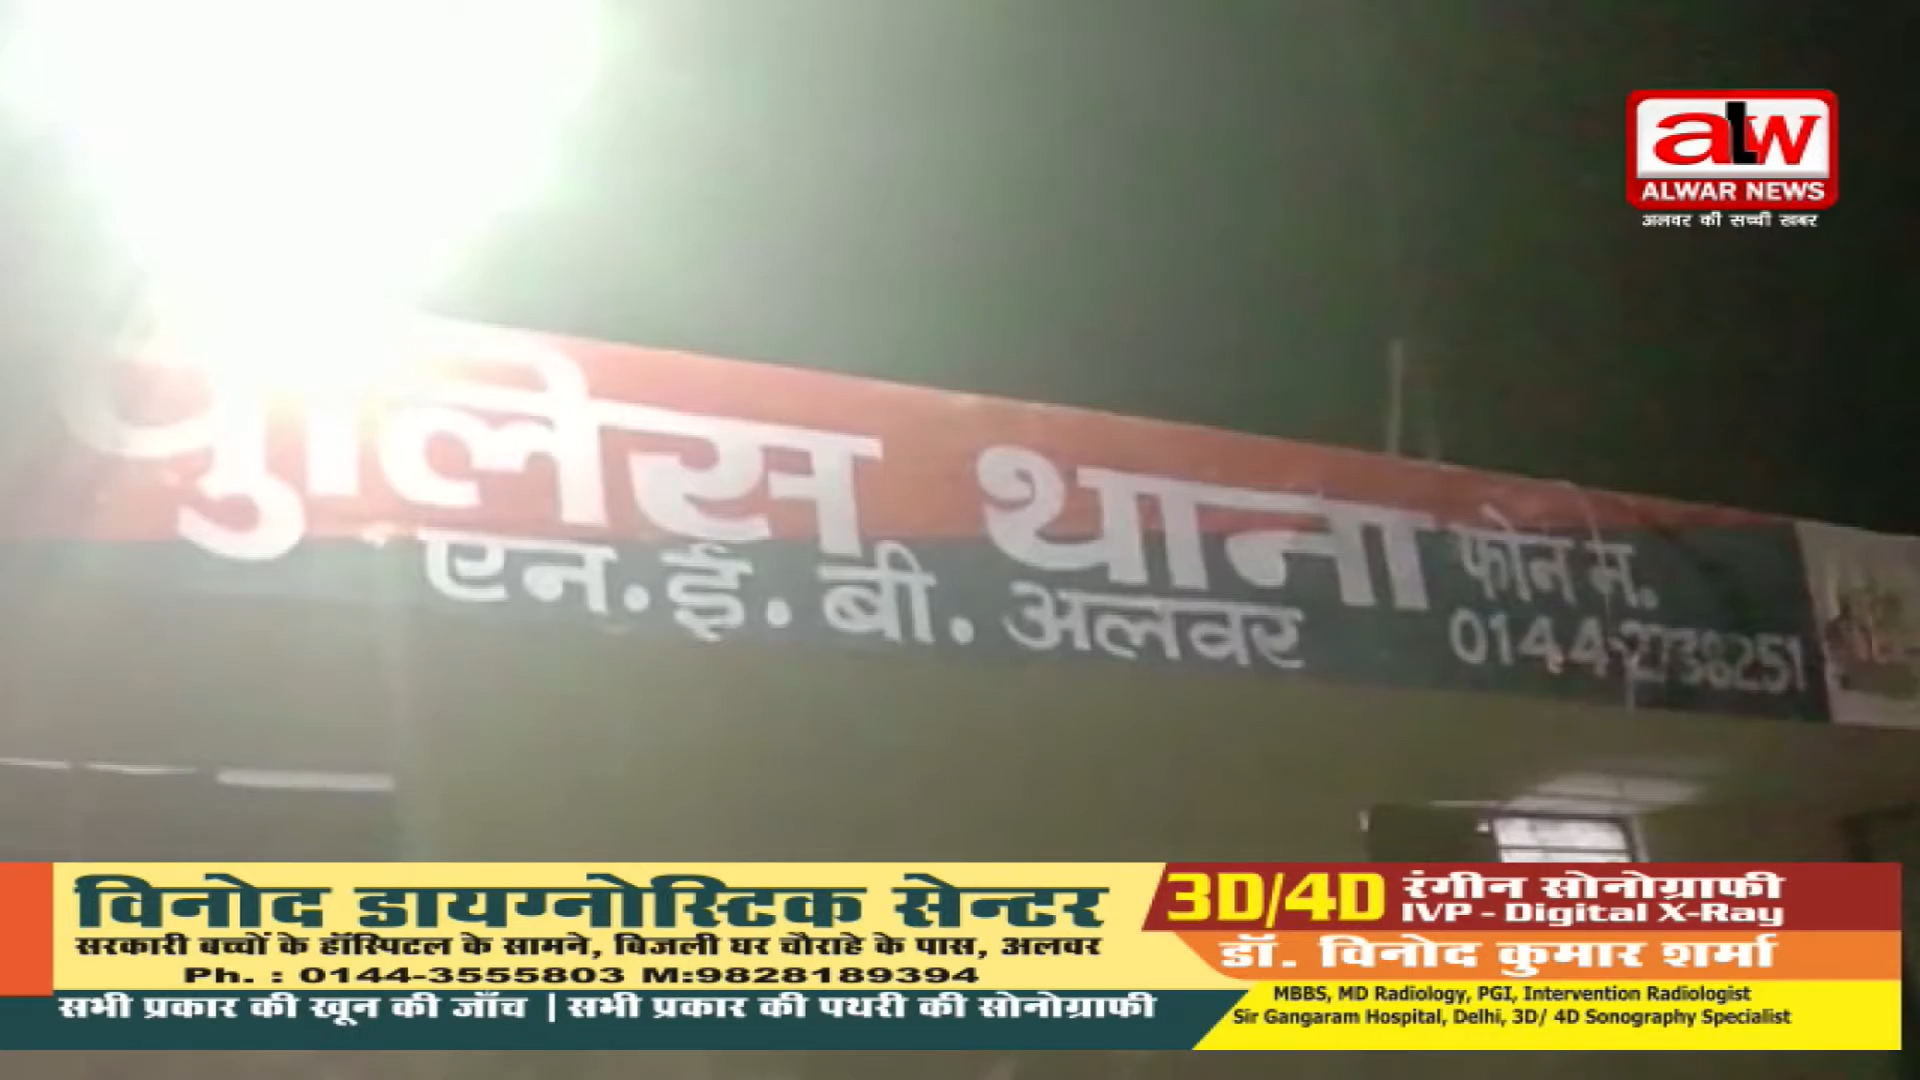 aLw
ALWAR NEWS
अलवर की सच्ची खबर
पुलिस थाना
एन.ई.बी. अलवर
फोन नं.
0144-2738251
विनोद डायग्नोस्टिक सेन्टर
सरकारी बच्चों के हॉस्पिटल के सामने, बिजली घर चौराहे के पास, अलवर
Ph. : 0144-3555803 M:9828189394
सभी प्रकार की खून की जाँच | सभी प्रकार की पथरी की सोनोग्राफी
3D/4D रंगीन सोनोग्राफी
IVP - Digital X-Ray
डॉ. विनोद कुमार शर्मा
MBBS, MD Radiology, PGI, Intervention Radiologist
Sir Gangaram Hospital, Delhi, 3D/ 4D Sonography Specialist